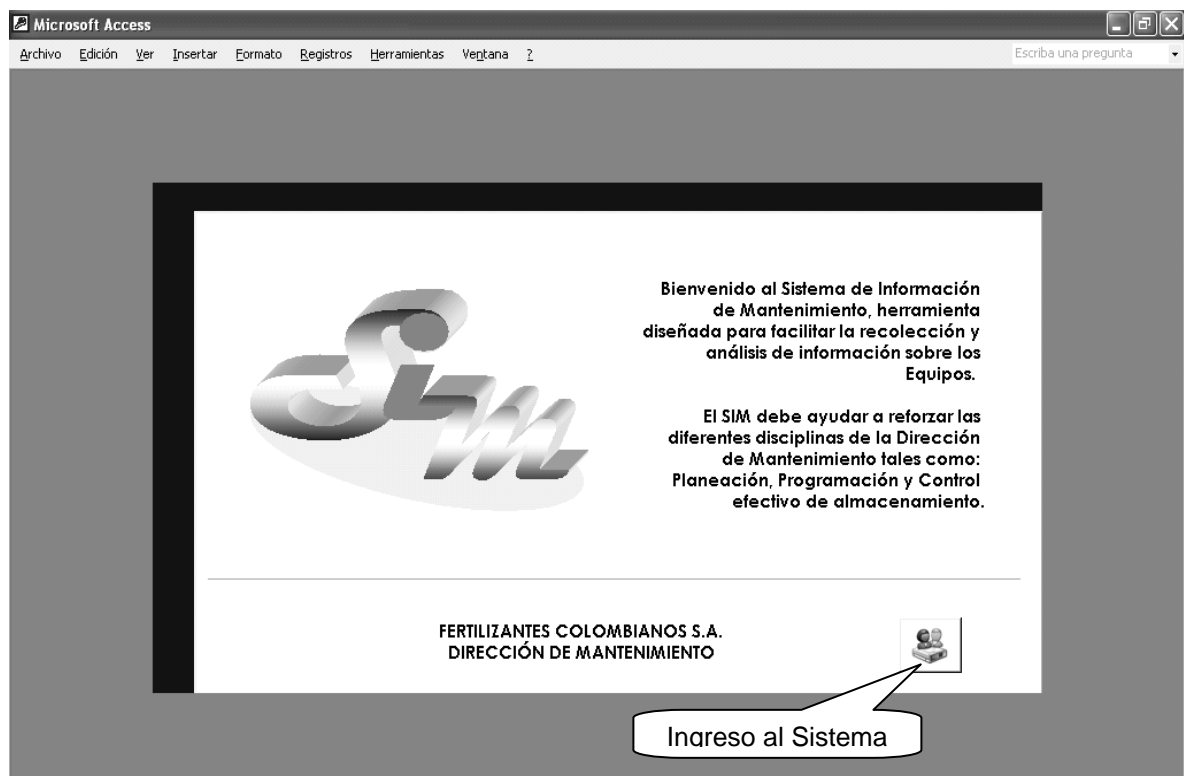 Microsoft Access
Archivo Edición Ver Insertar Formato Registros Herramientas Ventana ?
Escriba una pregunta
Sim
Bienvenido al Sistema de Información
de Mantenimiento, herramienta
diseñada para facilitar la recolección y
análisis de información sobre los
Equipos.
El SIM debe ayudar a reforzar las
diferentes disciplinas de la Dirección
de Mantenimiento tales como:
Planeación, Programación y Control
efectivo de almacenamiento.
FERTILIZANTES COLOMBIANOS S.A.
DIRECCIÓN DE MANTENIMIENTO
Ingreso al Sistema